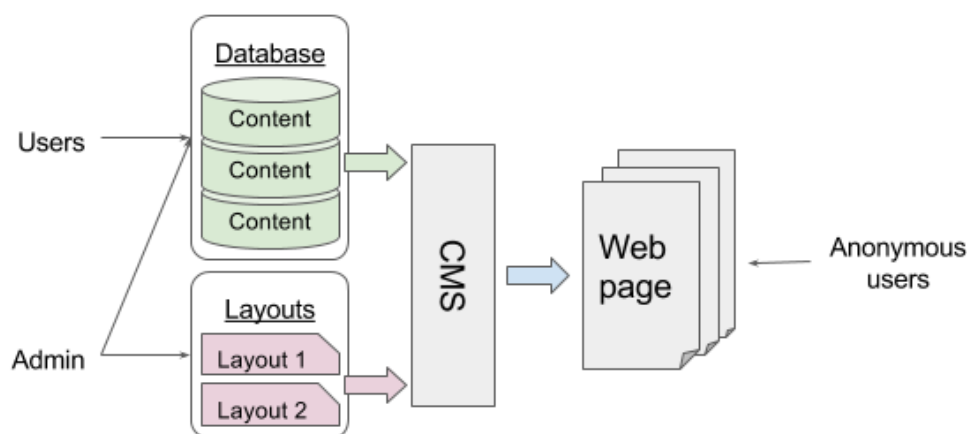 Database
Content
Content
Content
Users
Admin
Layouts
Layout 1
Layout 2
CMS
Web
page
Anonymous
users